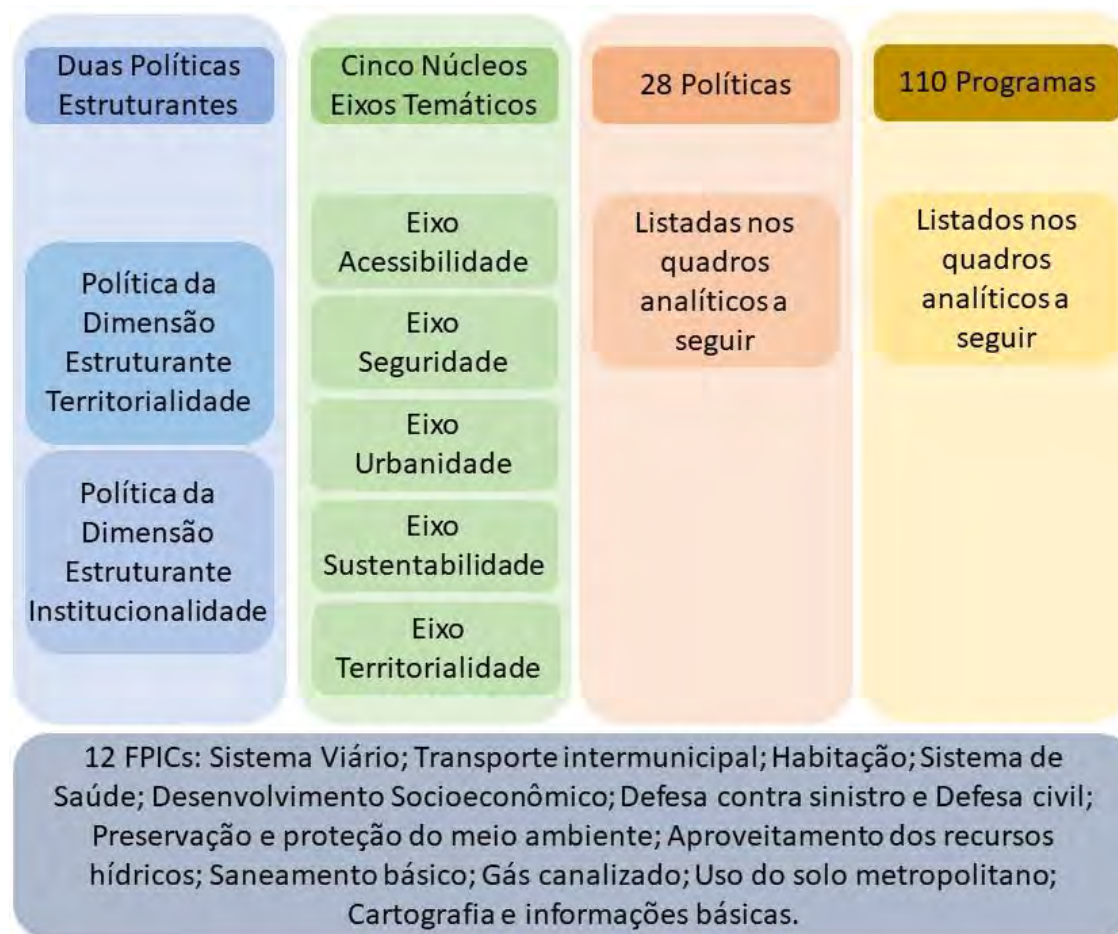 Duas Políticas
Estruturantes
Política da
Dimensão
Estruturante
Territorialidade
Política da
Dimensão
Estruturante
Institucionalidade
Cinco Núcleos
Eixos Temáticos
Eixo
Acessibilidade
Eixo
Seguridade
Eixo
Urbanidade
Eixo
Sustentabilidade
Eixo
Territorialidade
28 Políticas
Listadas nos
quadros
analíticos a
seguir
110 Programas
Listados nos
quadros
analíticos a
seguir
12 FPICs: Sistema Viário; Transporte intermunicipal; Habitação; Sistema de
Saúde; Desenvolvimento Socioeconômico; Defesa contra sinistro e Defesa civil;
Preservação e proteção do meio ambiente; Aproveitamento dos recursos
hídricos; Saneamento básico; Gás canalizado; Uso do solo metropolitano;
Cartografia e informações básicas.